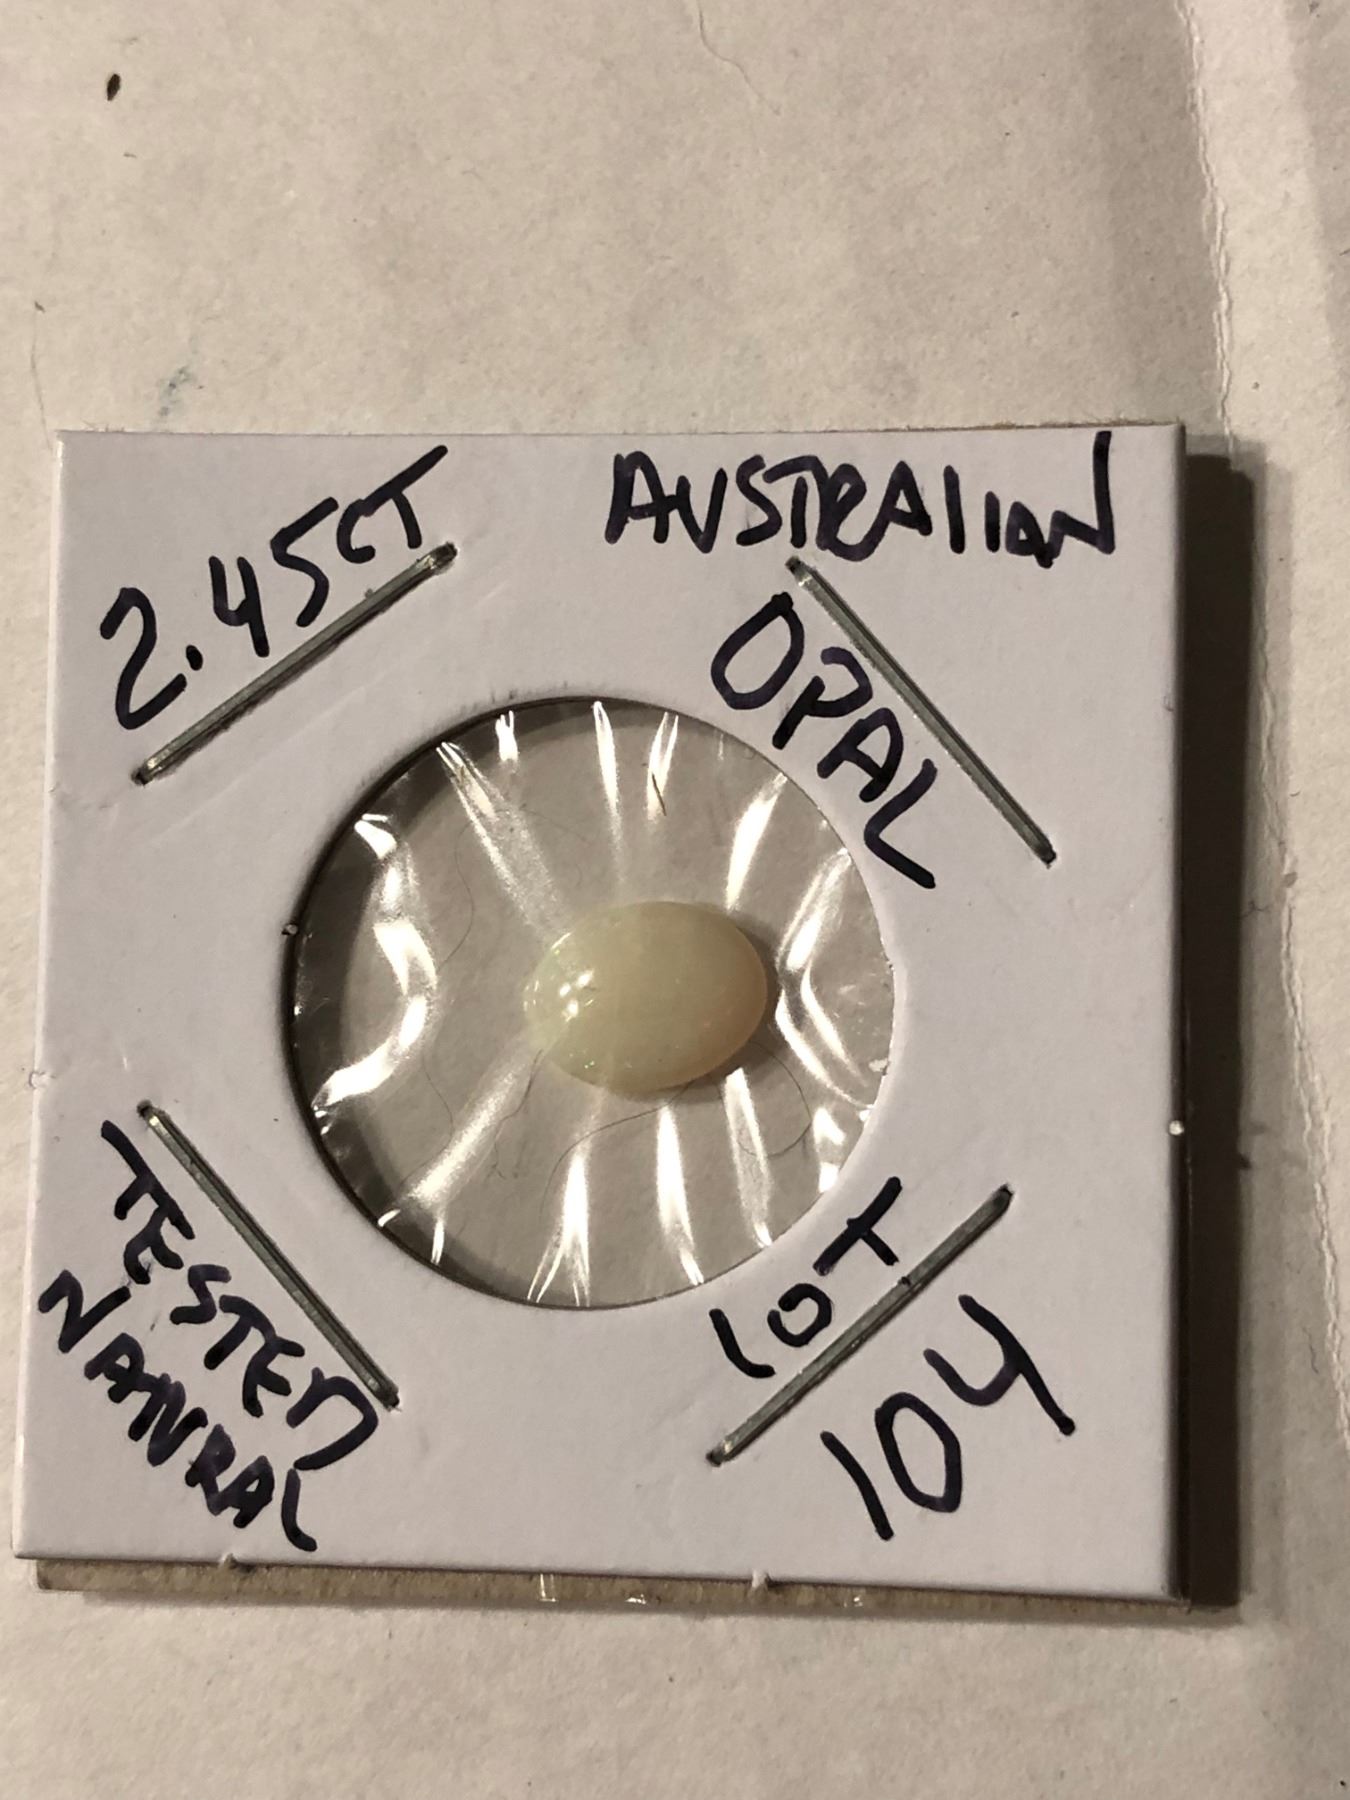 2.45CT
AUSTRALIAN
OPAL
TESTED
NATURAL
LOT
104